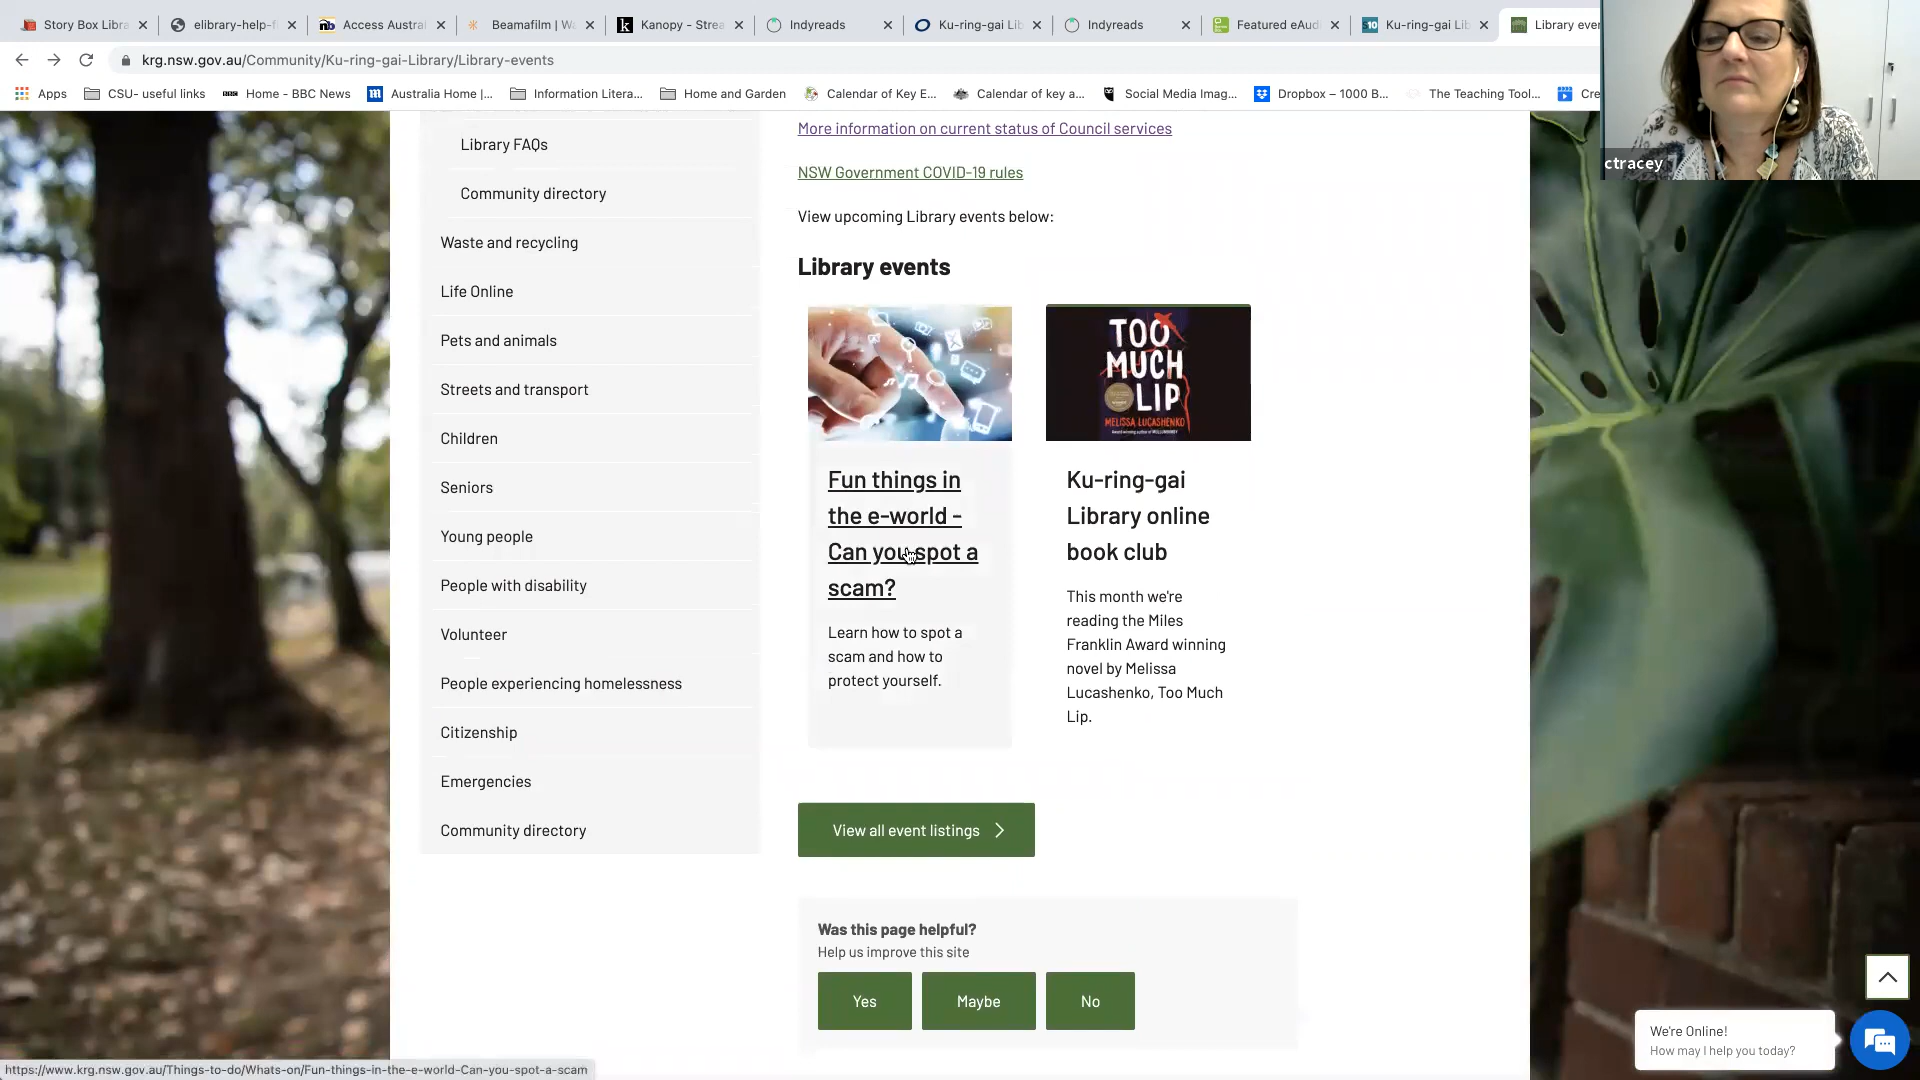 Story Box Libra
elibrary-help-f
Access Austra
Beamafilm | W
Kanopy - Strea
Indyreads
Ku-ring-gai Lib
Indyreads
Featured eAudi
Ku-ring-gai Lib
Library even
krg.nsw.gov.au/Community/Ku-ring-gai-Library/Library-events
Apps
CSU- useful links
Home - BBC News
Australia Home |...
Information Litera...
Home and Garden
Calendar of Key E...
Calendar of key a...
Social Media Imag...
Dropbox – 1000 B...
The Teaching Tool...
Cre
ctracey
Library FAQs
Community directory
Waste and recycling
Life Online
Pets and animals
Streets and transport
Children
Seniors
Young people
People with disability
Volunteer
People experiencing homelessness
Citizenship
Emergencies
Community directory
More information on current status of Council services
NSW Government COVID-19 rules
View upcoming Library events below:
Library events
Fun things in
the e-world -
Can you spot a
scam?
Learn how to spot a
scam and how to
protect yourself.
TOO
MUCH
LIP
MELISSA LUCASHENKO
Ku-ring-gai
Library online
book club
This month we're
reading the Miles
Franklin Award winning
novel by Melissa
Lucashenko, Too Much
Lip.
View all event listings
Was this page helpful?
Help us improve this site
Yes
Maybe
No
We're Online!
How may I help you today?
https://www.krg.nsw.gov.au/Things-to-do/Whats-on/Fun-things-in-the-e-world-Can-you-spot-a-scam